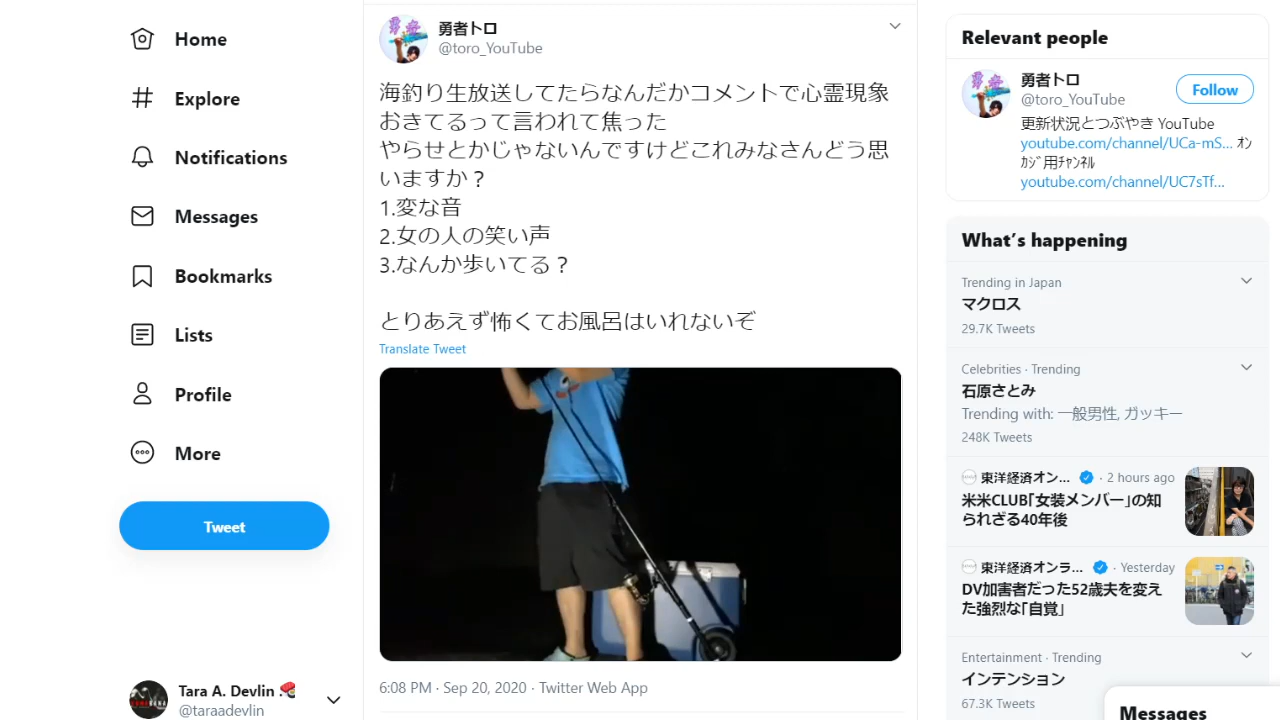 Home
Explore
Notifications
Messages
Bookmarks
Lists
Profile
More
Tweet
Tara A. Devlin
@taraadevlin
勇者トロ
@toro_YouTube
海釣り生放送してたらなんだかコメントで心霊現象
おきてるって言われて焦った
やらせとかじゃないんですけどこれみなさんどう思
いますか？
1.変な音
2.女の人の笑い声
3.なんか歩いてる？
とりあえず怖くてお風呂はいれないぞ
Translate Tweet
6:08 PM · Sep 20, 2020 · Twitter Web App
Relevant people
勇者トロ
@toro_YouTube
Follow
更新状況とつぶやき YouTube
youtube.com/channel/UCa-mS... ｵﾝ
ｶｼﾞ用ﾁｬﾝﾈﾙ
youtube.com/channel/UC7sTf...
What's happening
Trending in Japan
マクロス
29.7K Tweets
Celebrities · Trending
石原さとみ
Trending with: 一般男性, ガッキー
248K Tweets
東洋経済オン... · 2 hours ago
米米CLUB｢女装メンバー｣の知
られざる40年後
東洋経済オンラ... · Yesterday
DV加害者だった52歳夫を変え
た強烈な｢自覚｣
Entertainment · Trending
インテンション
67.3K Tweets
Messages